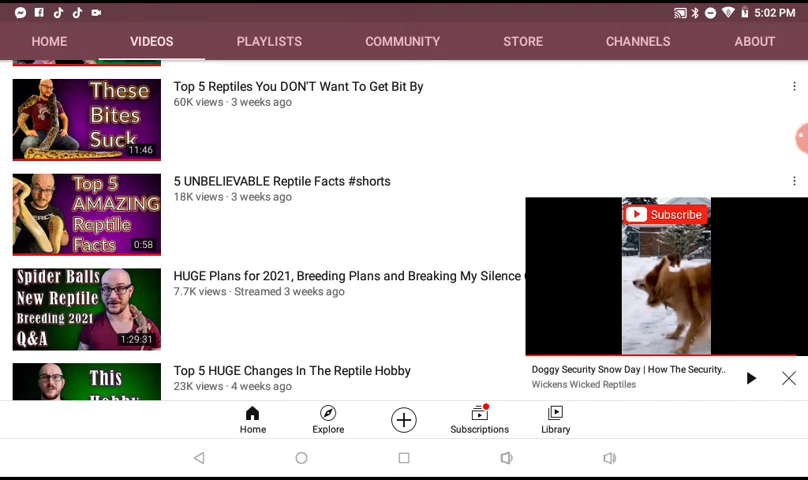 5:02 PM
HOME VIDEOS PLAYLISTS COMMUNITY STORE CHANNELS ABOUT
These
Bites
Suck
11:46
Top 5 Reptiles You DON'T Want To Get Bit By
60K views · 3 weeks ago
Top 5
AMAZING
Reptile
Facts
0:58
5 UNBELIEVABLE Reptile Facts #shorts
18K views · 3 weeks ago
Subscribe
Spider Balls
New Reptile
Breeding 2021
Q&A
1:29:31
HUGE Plans for 2021, Breeding Plans and Breaking My Silence
7.7K views · Streamed 3 weeks ago
This
Top 5 HUGE Changes In The Reptile Hobby
23K views · 4 weeks ago
Doggy Security Snow Day | How The Security..
Wickens Wicked Reptiles
Home Explore Subscriptions Library